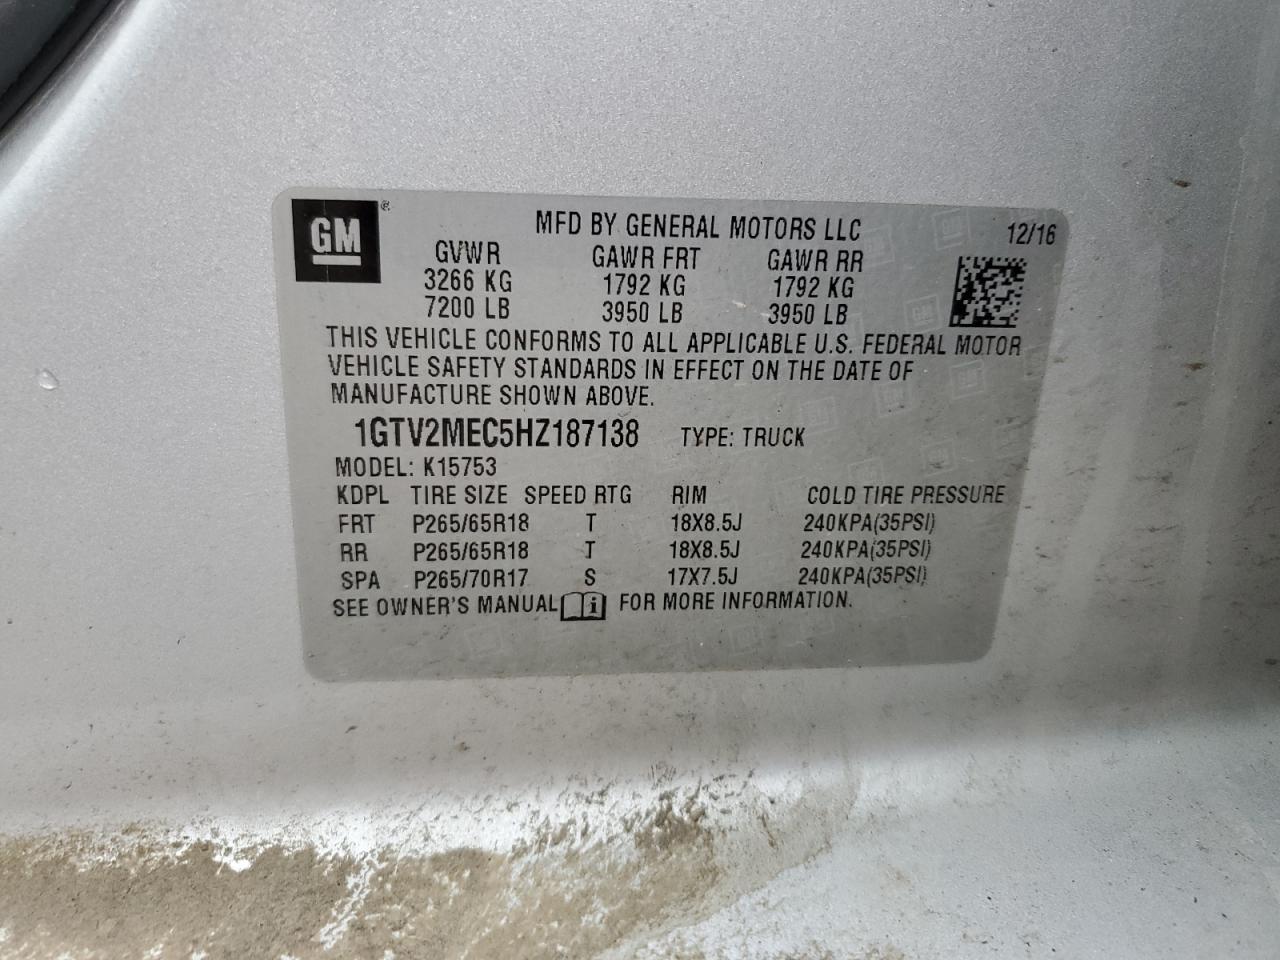 GM ®
MFD BY GENERAL MOTORS LLC 12/16
GVWR GAWR FRT GAWR RR
3266 KG 1792 KG 1792 KG
7200 LB 3950 LB 3950 LB
THIS VEHICLE CONFORMS TO ALL APPLICABLE U.S. FEDERAL MOTOR
VEHICLE SAFETY STANDARDS IN EFFECT ON THE DATE OF
MANUFACTURE SHOWN ABOVE.
1GTV2MEC5HZ187138 TYPE: TRUCK
MODEL: K15753
KDPL TIRE SIZE SPEED RTG RIM COLD TIRE PRESSURE
FRT P265/65R18 T 18X8.5J 240KPA(35PSI)
RR P265/65R18 T 18X8.5J 240KPA(35PSI)
SPA P265/70R17 S 17X7.5J 240KPA(35PSI)
SEE OWNER'S MANUAL i FOR MORE INFORMATION.